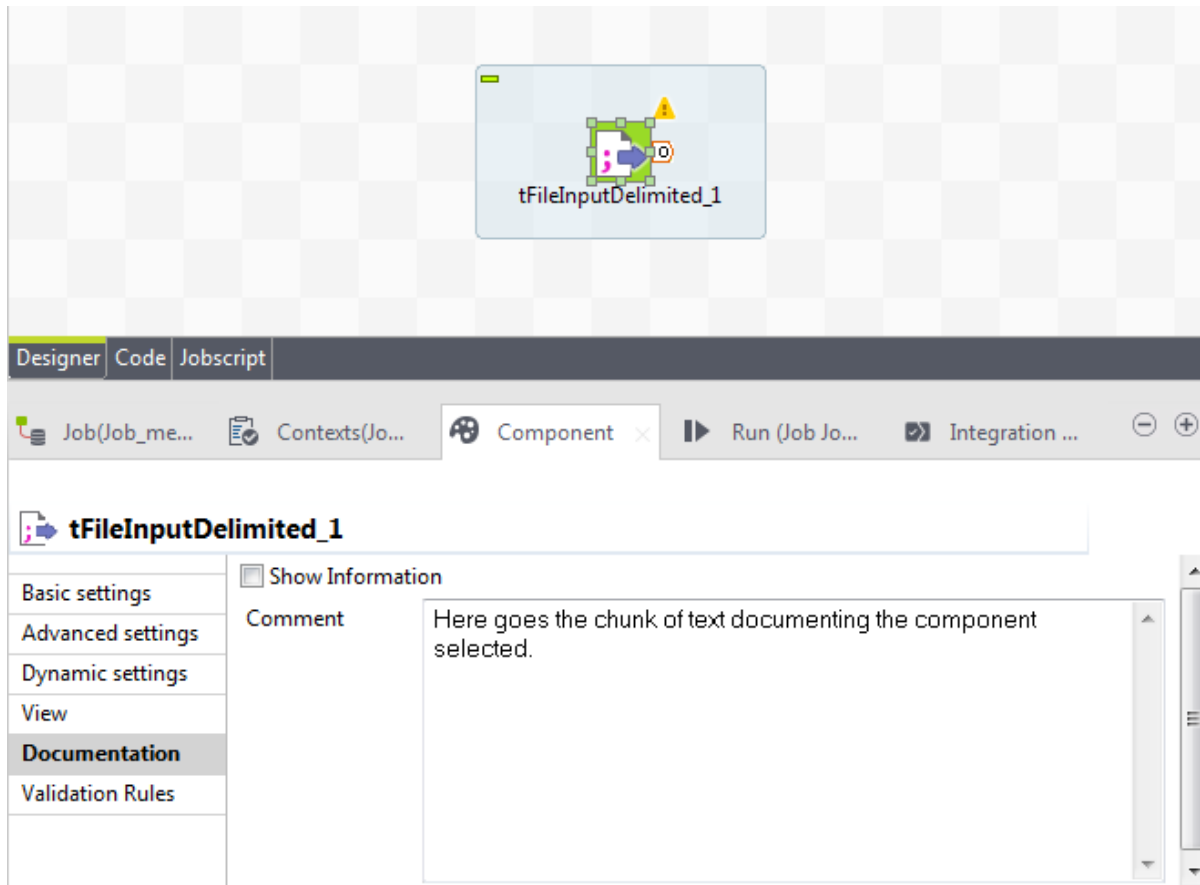 tFileInputDelimited_1
Designer Code Jobscript
Job(Job_me... Contexts(Jo... Component Run (Job Jo... Integration ...
tFileInputDelimited_1
Show Information
Basic settings
Comment
Here goes the chunk of text documenting the component
selected.
Advanced settings
Dynamic settings
View
Documentation
Validation Rules